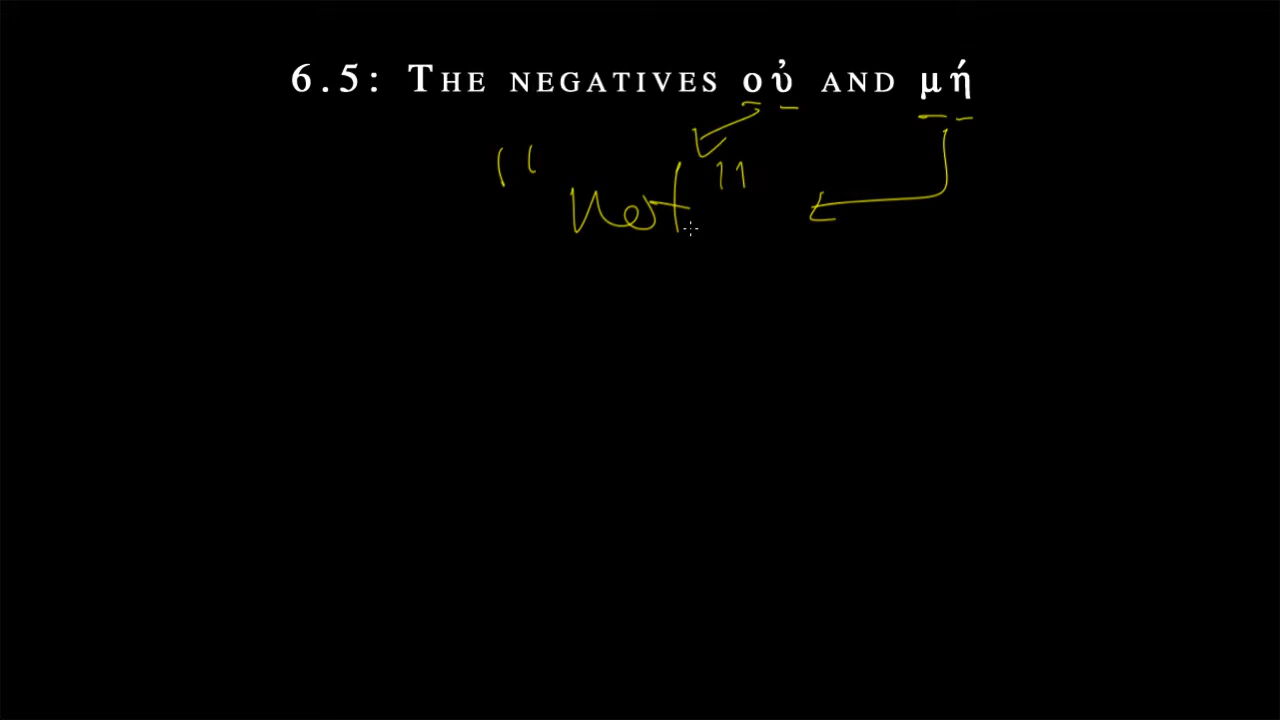 6.5: THE NEGATIVES οὐ AND μή
"not"